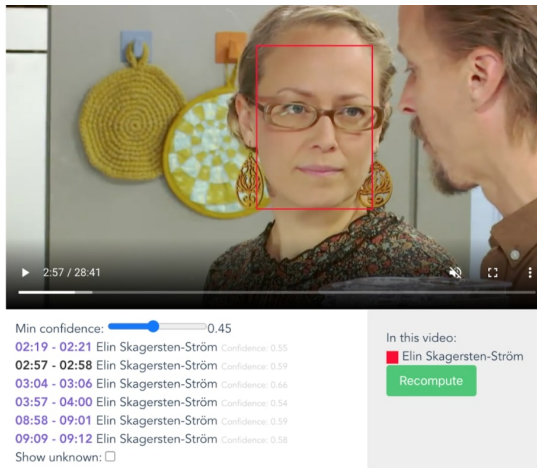 2:57 / 28:41
Min confidence: 0.45
02:19 - 02:21 Elin Skagersten-Ström Confidence: 0.55
02:57 - 02:58 Elin Skagersten-Ström Confidence: 0.59
03:04 - 03:06 Elin Skagersten-Ström Confidence: 0.66
03:57 - 04:00 Elin Skagersten-Ström Confidence: 0.54
08:58 - 09:01 Elin Skagersten-Ström Confidence: 0.59
09:09 - 09:12 Elin Skagersten-Ström Confidence: 0.58
Show unknown:
In this video:
Elin Skagersten-Ström
Recompute